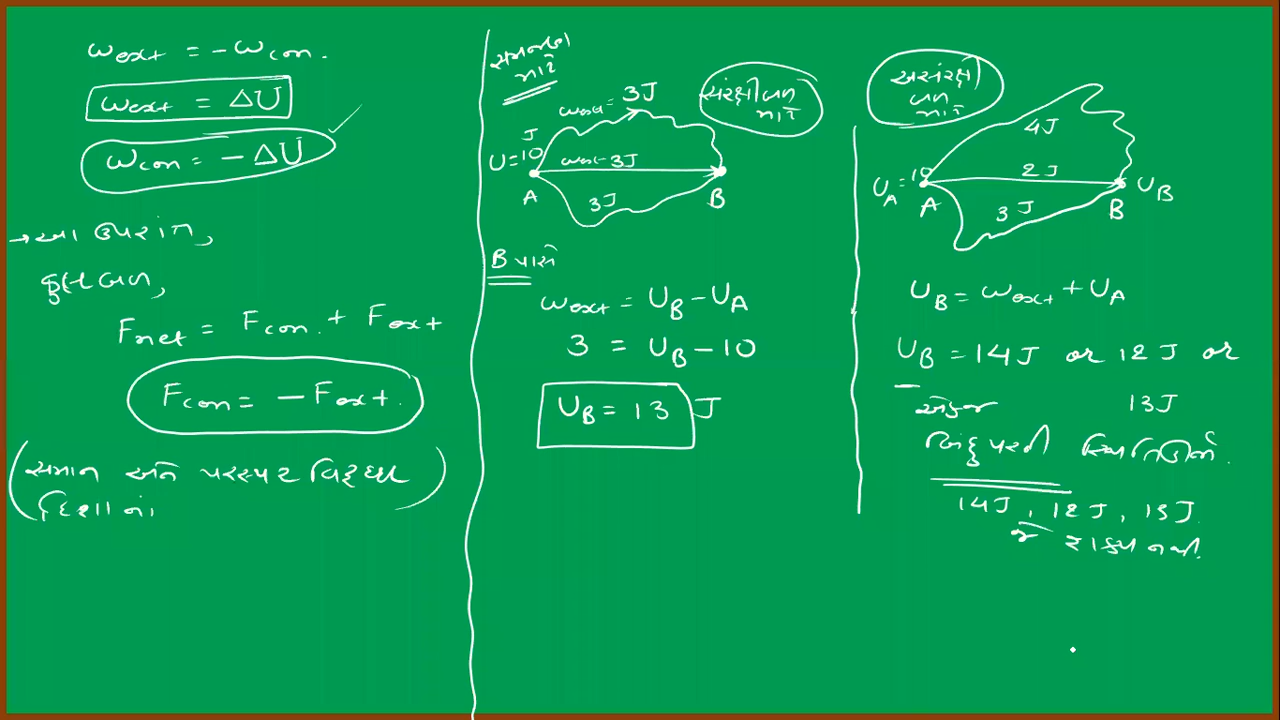 Wext = - Wcon.
Wext = ΔU
Wcon = - ΔU
→ આ ઉપરાંત,
કુલ બળ,
Fnet = Fcon. + Fext
Fcon = - Fext.
(સમાન અને પરસ્પર વિરુદ્ધ
દિશાનાં)
સમજવા
માટે
સંરક્ષી બળ
માટે
Wext = 3J
J
U=10
Wext = 3J
3J
A
B
B પાસે
Wext = UB - UA
3 = UB - 10
UB = 13 J
અસંરક્ષી
બળ
માટે
4J
UA = 10
2J
3J
A
B
UB
UB = Wext + UA
UB = 14J or 12J or
13J
એકજ
બિંદુ પરની સ્થિતિઊર્જા
14J, 12J, 13J
જે શક્ય નથી.